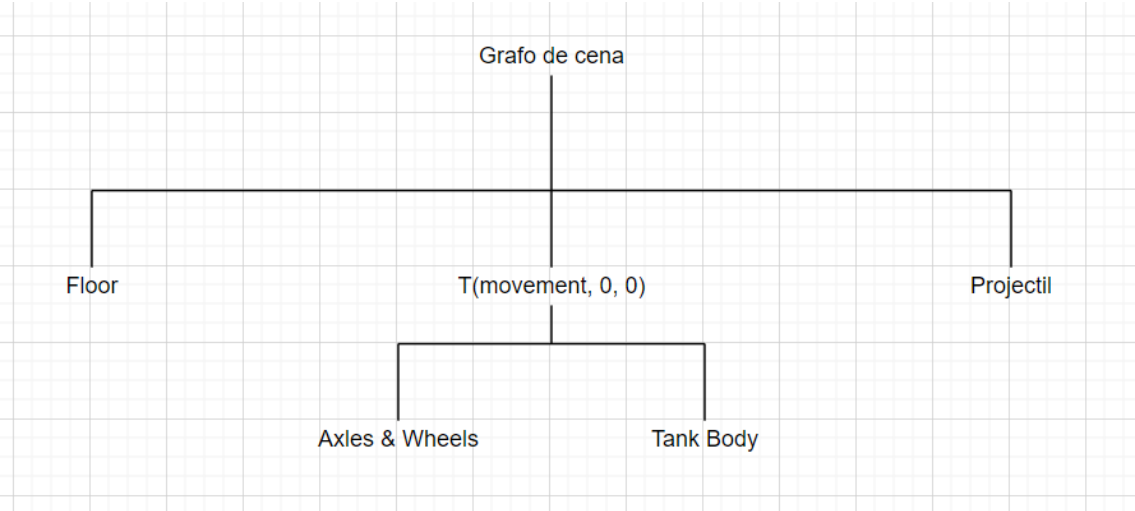 Grafo de cena
Floor
T(movement, 0, 0)
Projectil
Axles & Wheels
Tank Body